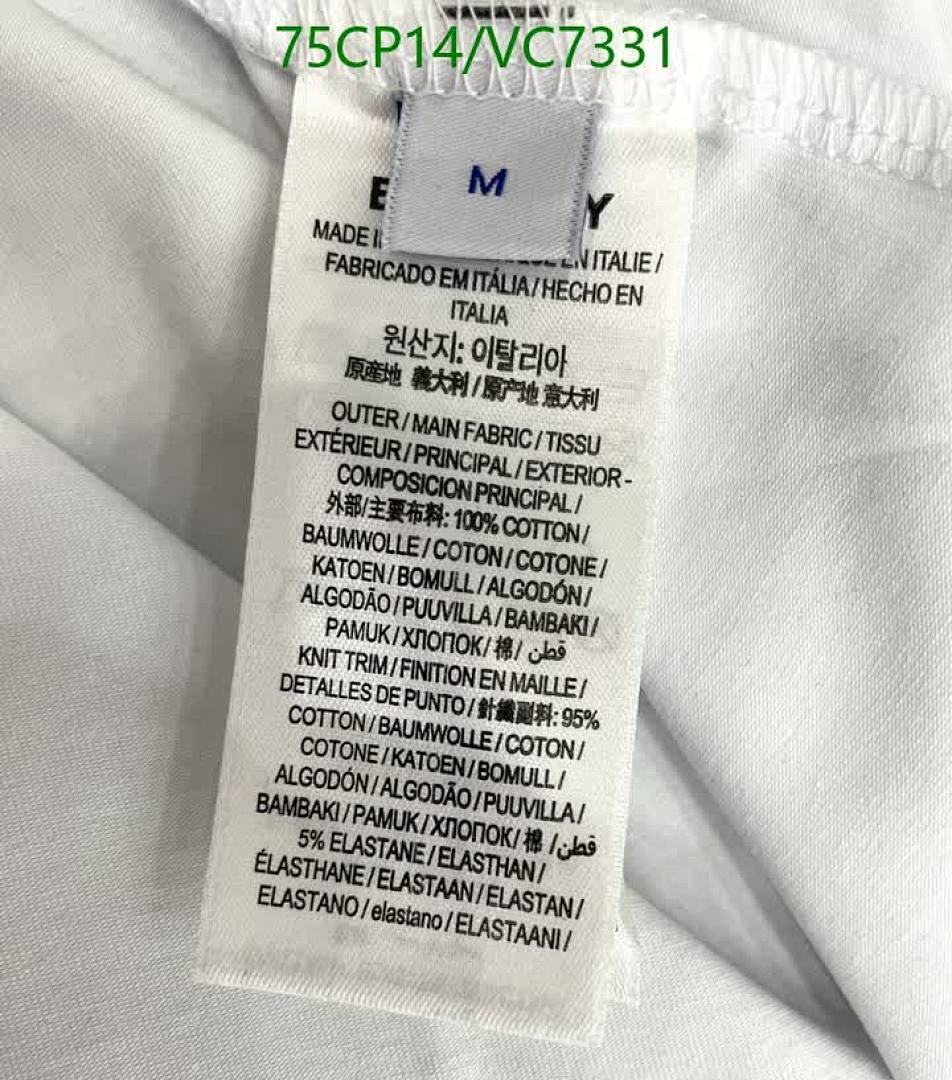 75CP14/VC7331
M
MADE EN ITALIE /
FABRICADO EM ITÁLIA / HECHO EN
ITALIA
원산지: 이탈리아
原産地 義大利 / 原产地 意大利
OUTER / MAIN FABRIC / TISSU
EXTÉRIEUR / PRINCIPAL / EXTERIOR -
COMPOSICION PRINCIPAL /
外部/主要布料: 100% COTTON /
BAUMWOLLE / COTON / COTONE /
KATOEN / BOMULL / ALGODÓN /
ALGODÃO / PUUVILLA / BAMBAKI /
PAMUK / ХЛОПОК / 棉 / قطن
KNIT TRIM / FINITION EN MAILLE /
DETALLES DE PUNTO / 針織副料: 95%
COTTON / BAUMWOLLE / COTON /
COTONE / KATOEN / BOMULL /
ALGODÓN / ALGODÃO / PUUVILLA /
BAMBAKI / PAMUK / ХЛОПОК / 棉 / قطن
5% ELASTANE / ELASTHAN /
ÉLASTHANE / ELASTAAN / ELASTAN /
ELASTANO / elastano / ELASTAANI /